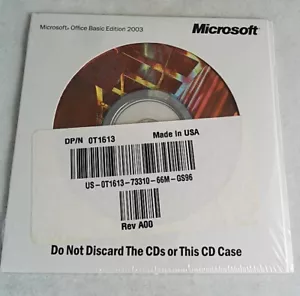 Microsoft® Office Basic Edition 2003
Microsoft
DP/N 0T1613 Made in USA
US-0T1613-73310-66M-GS96
Rev A00
Do Not Discard The CDs or This CD Case